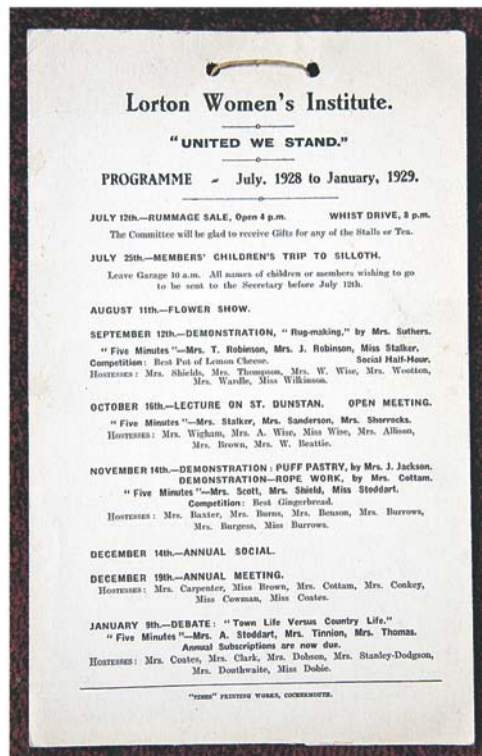 Lorton Women's Institute.
"UNITED WE STAND."
PROGRAMME - July, 1928 to January, 1929.
JULY 12th.—RUMMAGE SALE, Open 4 p.m. WHIST DRIVE, 8 p.m.
The Committee will be glad to receive Gifts for any of the Stalls or Tea.
JULY 25th.—MEMBERS' CHILDREN'S TRIP TO SILLOTH.
Leave Garage 10 a.m. All names of children or members wishing to go
to be sent to the Secretary before July 12th.
AUGUST 11th.—FLOWER SHOW.
SEPTEMBER 12th.—DEMONSTRATION, "Rug-making," by Mrs. Suthers.
"Five Minutes"—Mrs. T. Robinson, Mrs. J. Robinson, Miss Stalker.
Competition: Best Pot of Lemon Cheese. Social Half-Hour.
HOSTESSES: Mrs. Shields, Mrs. Thompson, Mrs. W. Wise, Mrs. Wootton,
Mrs. Wardle, Miss Wilkinson.
OCTOBER 16th.—LECTURE ON ST. DUNSTAN. OPEN MEETING.
"Five Minutes"—Mrs. Stalker, Mrs. Sanderson, Mrs. Shorrocks.
HOSTESSES: Mrs. Wigham, Mrs. A. Wise, Miss Wise, Mrs. Allison,
Mrs. Brown, Mrs. W. Beattie.
NOVEMBER 14th.—DEMONSTRATION: PUFF PASTRY, by Mrs. J. Jackson.
DEMONSTRATION—ROPE WORK, by Mrs. Cottam.
"Five Minutes"—Mrs. Scott, Mrs. Shield, Miss Stoddart.
Competition: Best Gingerbread.
HOSTESSES: Mrs. Baxter, Mrs. Burns, Mrs. Benson, Mrs. Burrows,
Mrs. Burgess, Miss Burrows.
DECEMBER 14th.—ANNUAL SOCIAL.
DECEMBER 19th.—ANNUAL MEETING.
HOSTESSES: Mrs. Carpenter, Miss Brown, Mrs. Cottam, Mrs. Conkey,
Miss Cowman, Miss Coates.
JANUARY 9th.—DEBATE: "Town Life Versus Country Life."
"Five Minutes"—Mrs. A. Stoddart, Mrs. Tinnion, Mrs. Thomas.
Annual Subscriptions are now due.
HOSTESSES: Mrs. Coates, Mrs. Clark, Mrs. Dobson, Mrs. Stanley-Dodgson,
Mrs. Douthwaite, Miss Dobie.
"TIMES" PRINTING WORKS, COCKERMOUTH.